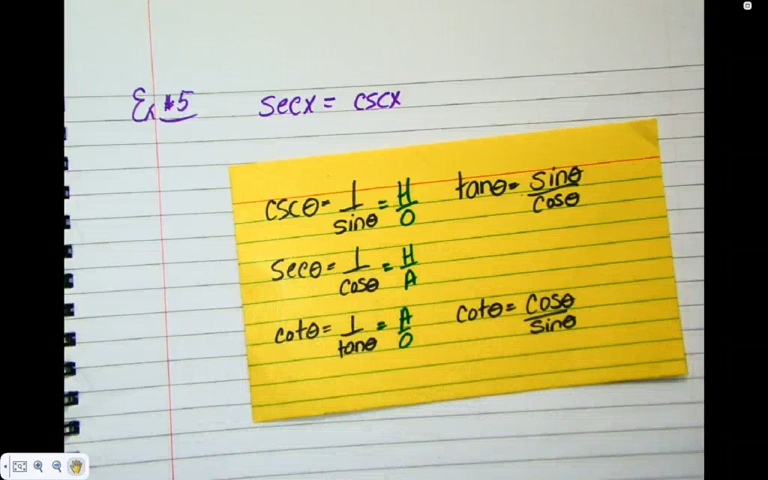 Ex #5 secx = cscx
cscθ = 1/sinθ = H/O tanθ = sinθ/cosθ
secθ = 1/cosθ = H/A
cotθ = 1/tanθ = A/O cotθ = cosθ/sinθ